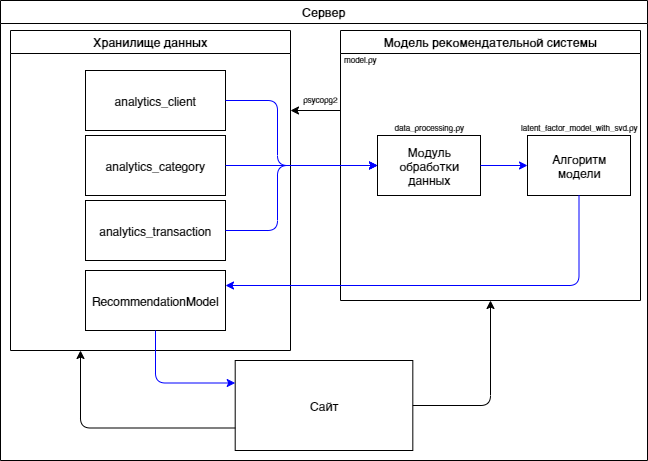 Сервер
Хранилище данных
Модель рекомендательной системы
model.py
analytics_client
psycopg2
data_processing.py
latent_factor_model_with_svd.py
analytics_category
Модуль
обработки
данных
Алгоритм
модели
analytics_transaction
RecommendationModel
Сайт